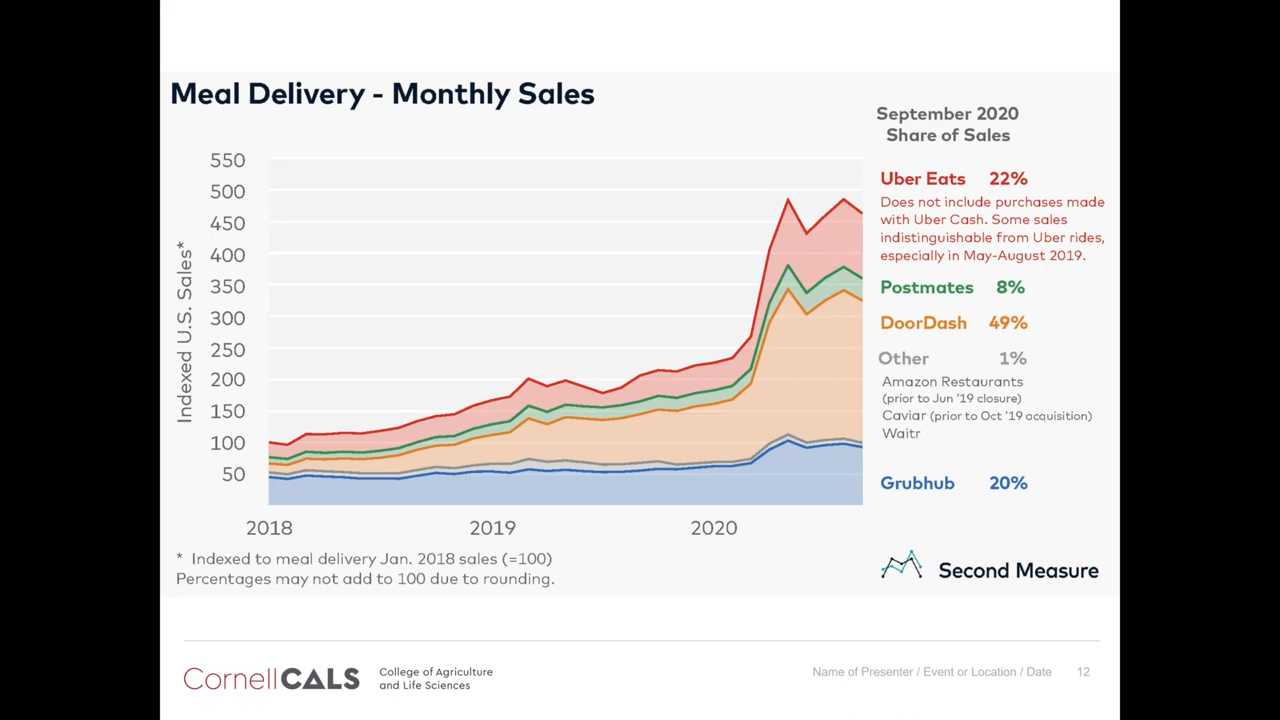 Meal Delivery - Monthly Sales
September 2020
Share of Sales
550
500
450
400
350
300
250
200
150
100
50
Indexed U.S. Sales*
2018
2019
2020
Uber Eats 22%
Does not include purchases made
with Uber Cash. Some sales
indistinguishable from Uber rides,
especially in May-August 2019.
Postmates 8%
DoorDash 49%
Other 1%
Amazon Restaurants
(prior to Jun '19 closure)
Caviar (prior to Oct '19 acquisition)
Waitr
Grubhub 20%
* Indexed to meal delivery Jan. 2018 sales (=100)
Percentages may not add to 100 due to rounding.
Second Measure
CornellCALS
College of Agriculture
and Life Sciences
Name of Presenter / Event or Location / Date 12